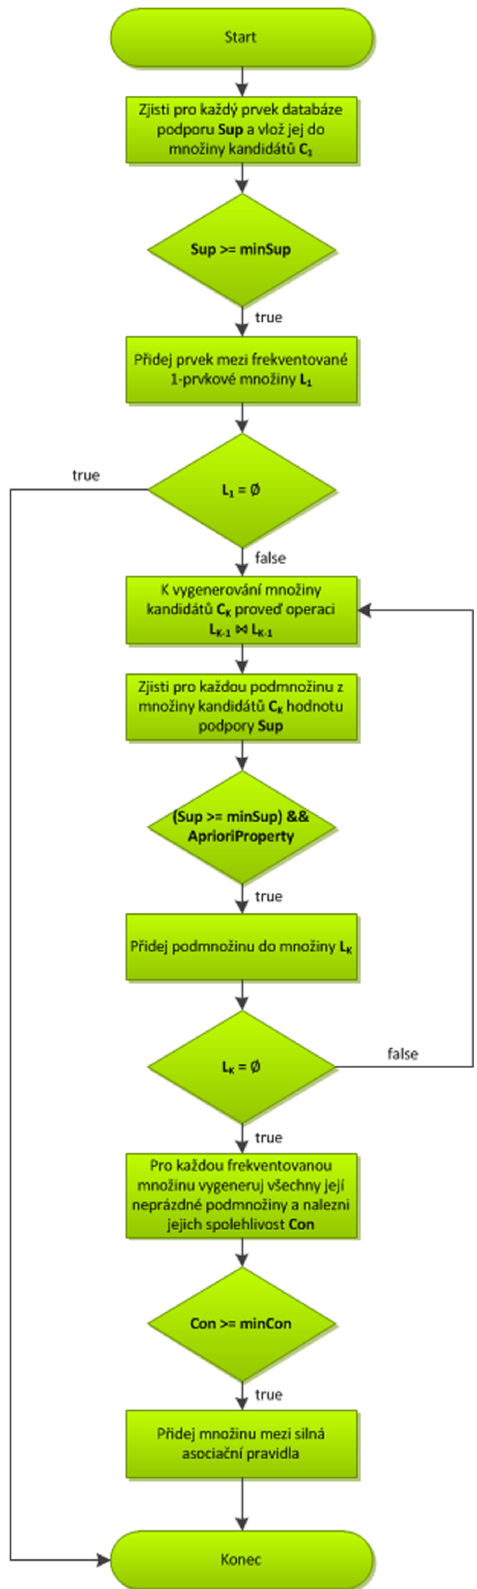 Start
Zjisti pro každý prvek databáze
podporu Sup a vlož jej do
množiny kandidátů C₁
Sup >= minSup
true
Přidej prvek mezi frekventované
1-prvkové množiny L₁
true
L₁ = Ø
false
K vygenerování množiny
kandidátů Cₖ proveď operaci
Lₖ₋₁ ⋈ Lₖ₋₁
Zjisti pro každou podmnožinu z
množiny kandidátů Cₖ hodnotu
podpory Sup
(Sup >= minSup) &&
AprioriProperty
true
Přidej podmnožinu do množiny Lₖ
Lₖ = Ø
false
true
Pro každou frekventovanou
množinu vygeneruj všechny její
neprázdné podmnožiny a nalezni
jejich spolehlivost Con
Con >= minCon
true
Přidej množinu mezi silná
asociační pravidla
Konec